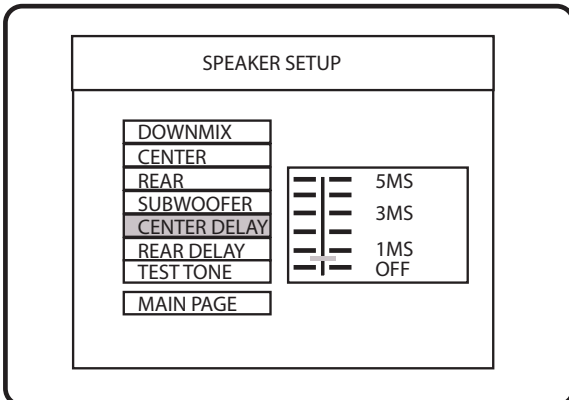 SPEAKER SETUP
DOWNMIX
CENTER
REAR
SUBWOOFER
CENTER DELAY
REAR DELAY
TEST TONE
MAIN PAGE
5MS
3MS
1MS
OFF